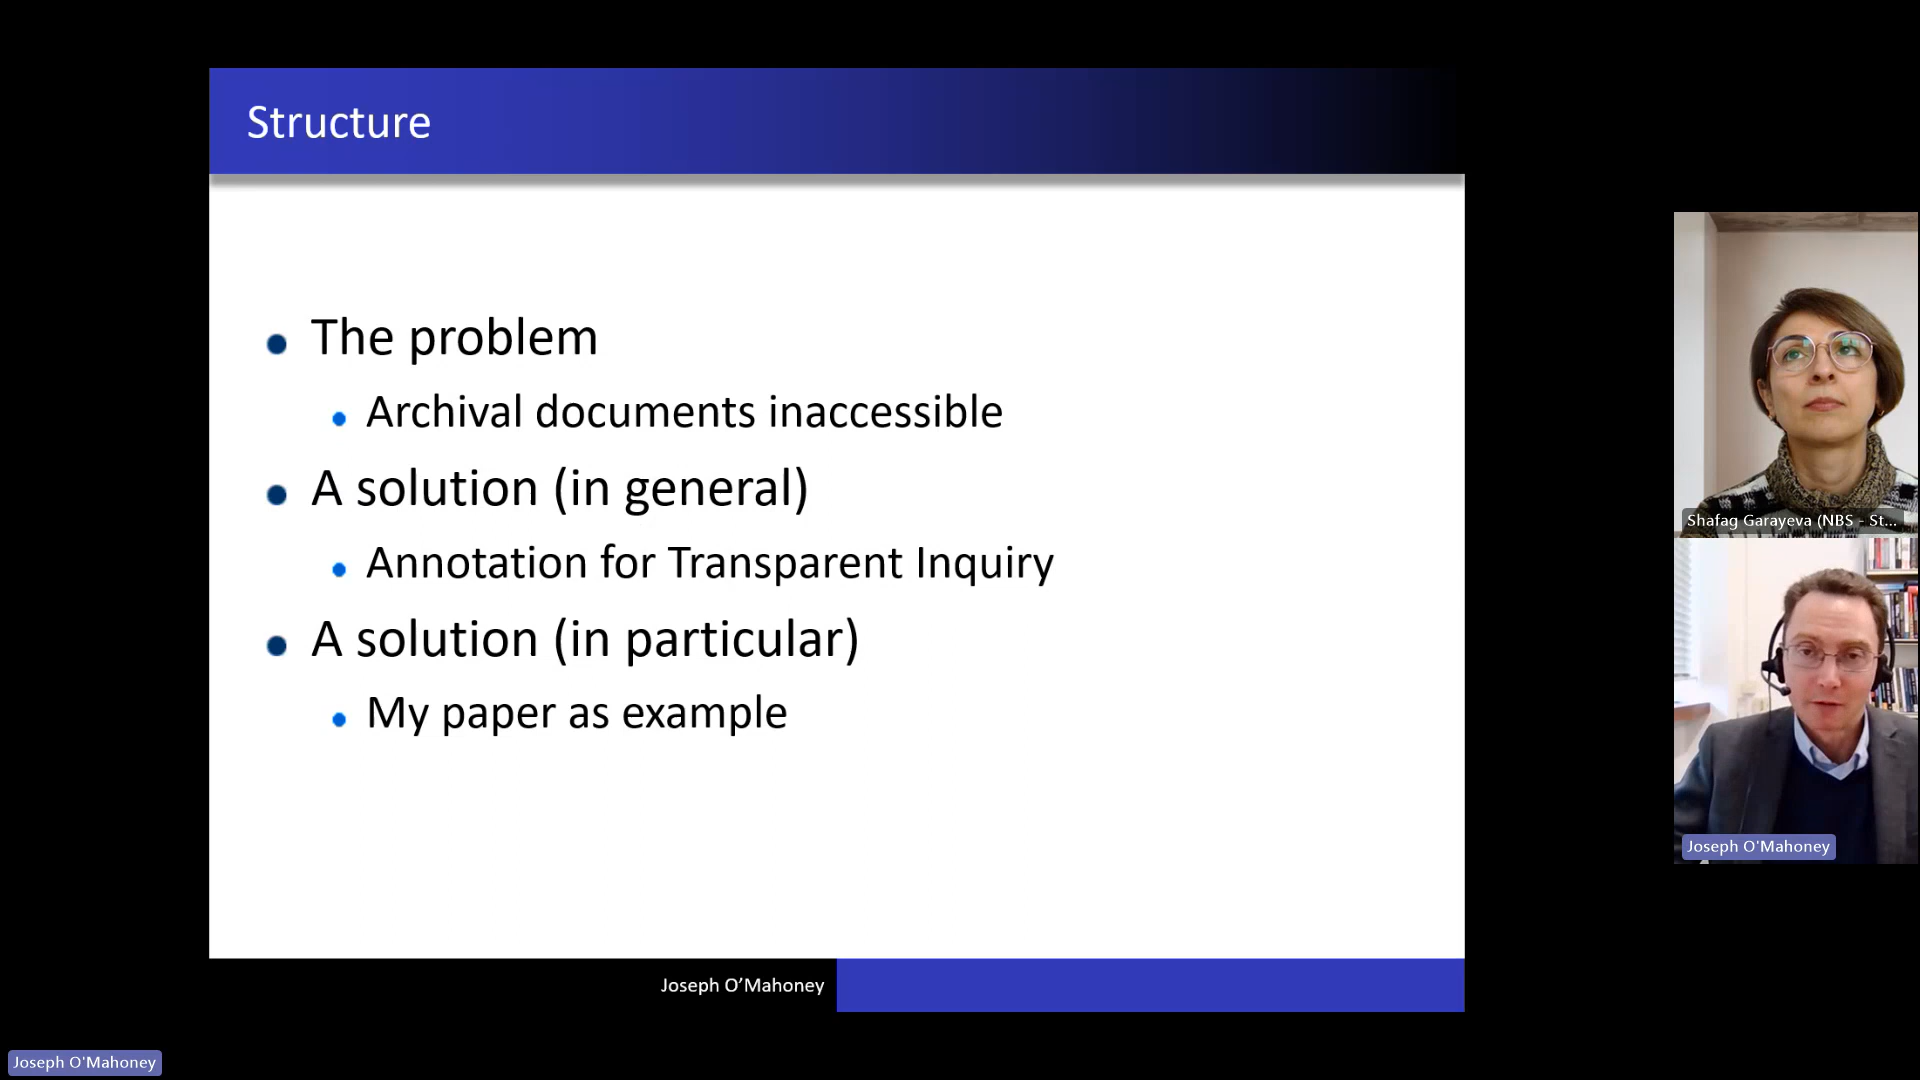 Structure
The problem
Archival documents inaccessible
A solution (in general)
Annotation for Transparent Inquiry
A solution (in particular)
My paper as example
Joseph O’Mahoney
Shafag Garayeva (NBS - St...
Joseph O'Mahoney
Joseph O'Mahoney